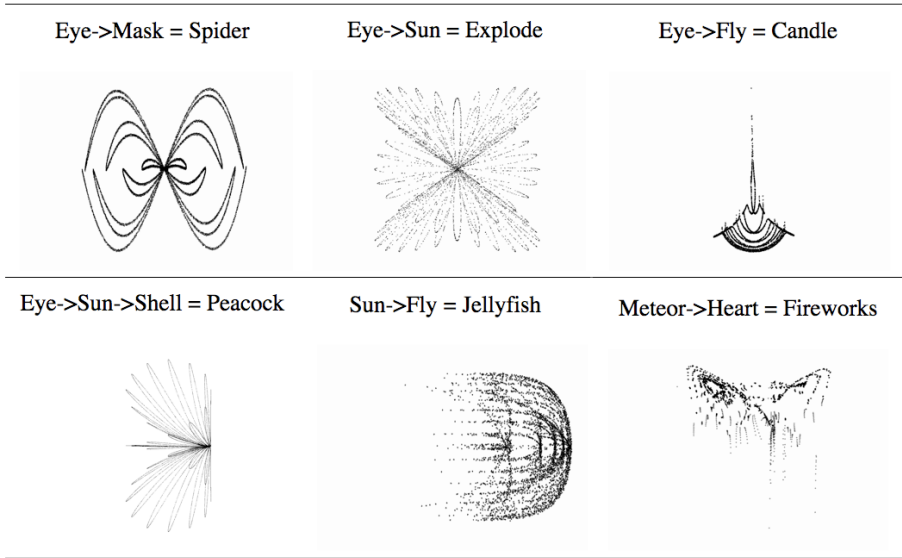 Eye->Mask = Spider
Eye->Sun = Explode
Eye->Fly = Candle
Eye->Sun->Shell = Peacock
Sun->Fly = Jellyfish
Meteor->Heart = Fireworks